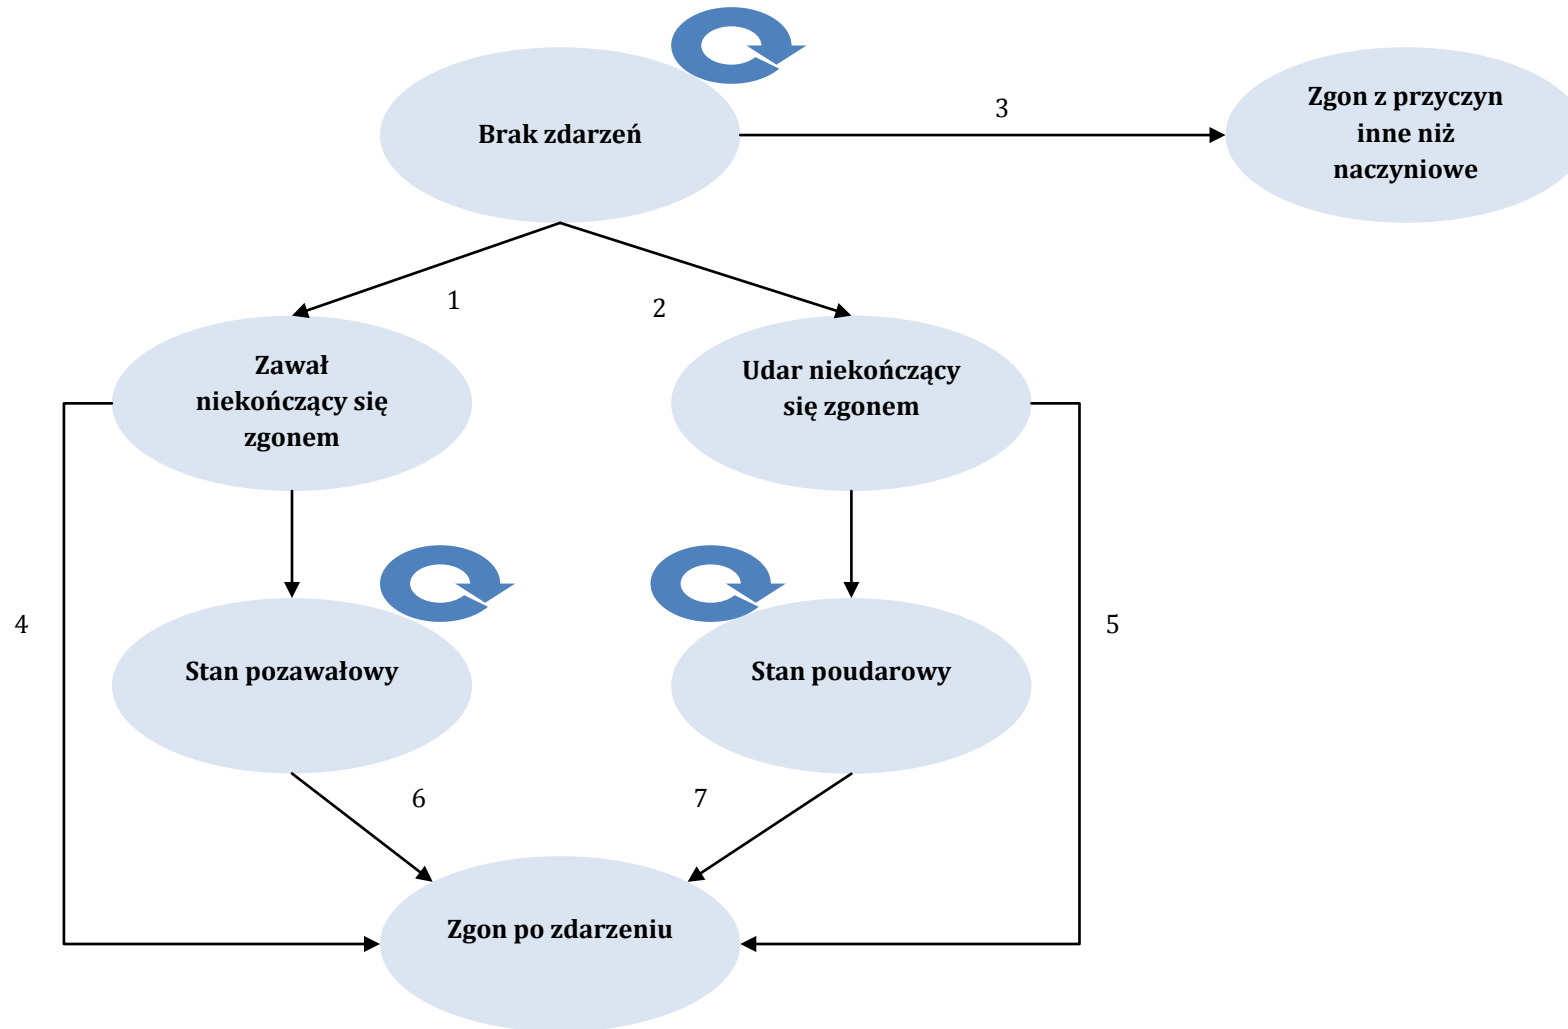 Brak zdarzeń
3
Zgon z przyczyn
inne niż
naczyniowe
1
2
Zawał
niekończący się
zgonem
Udar niekończący
się zgonem
4
5
Stan pozawałowy
Stan poudarowy
6
7
Zgon po zdarzeniu